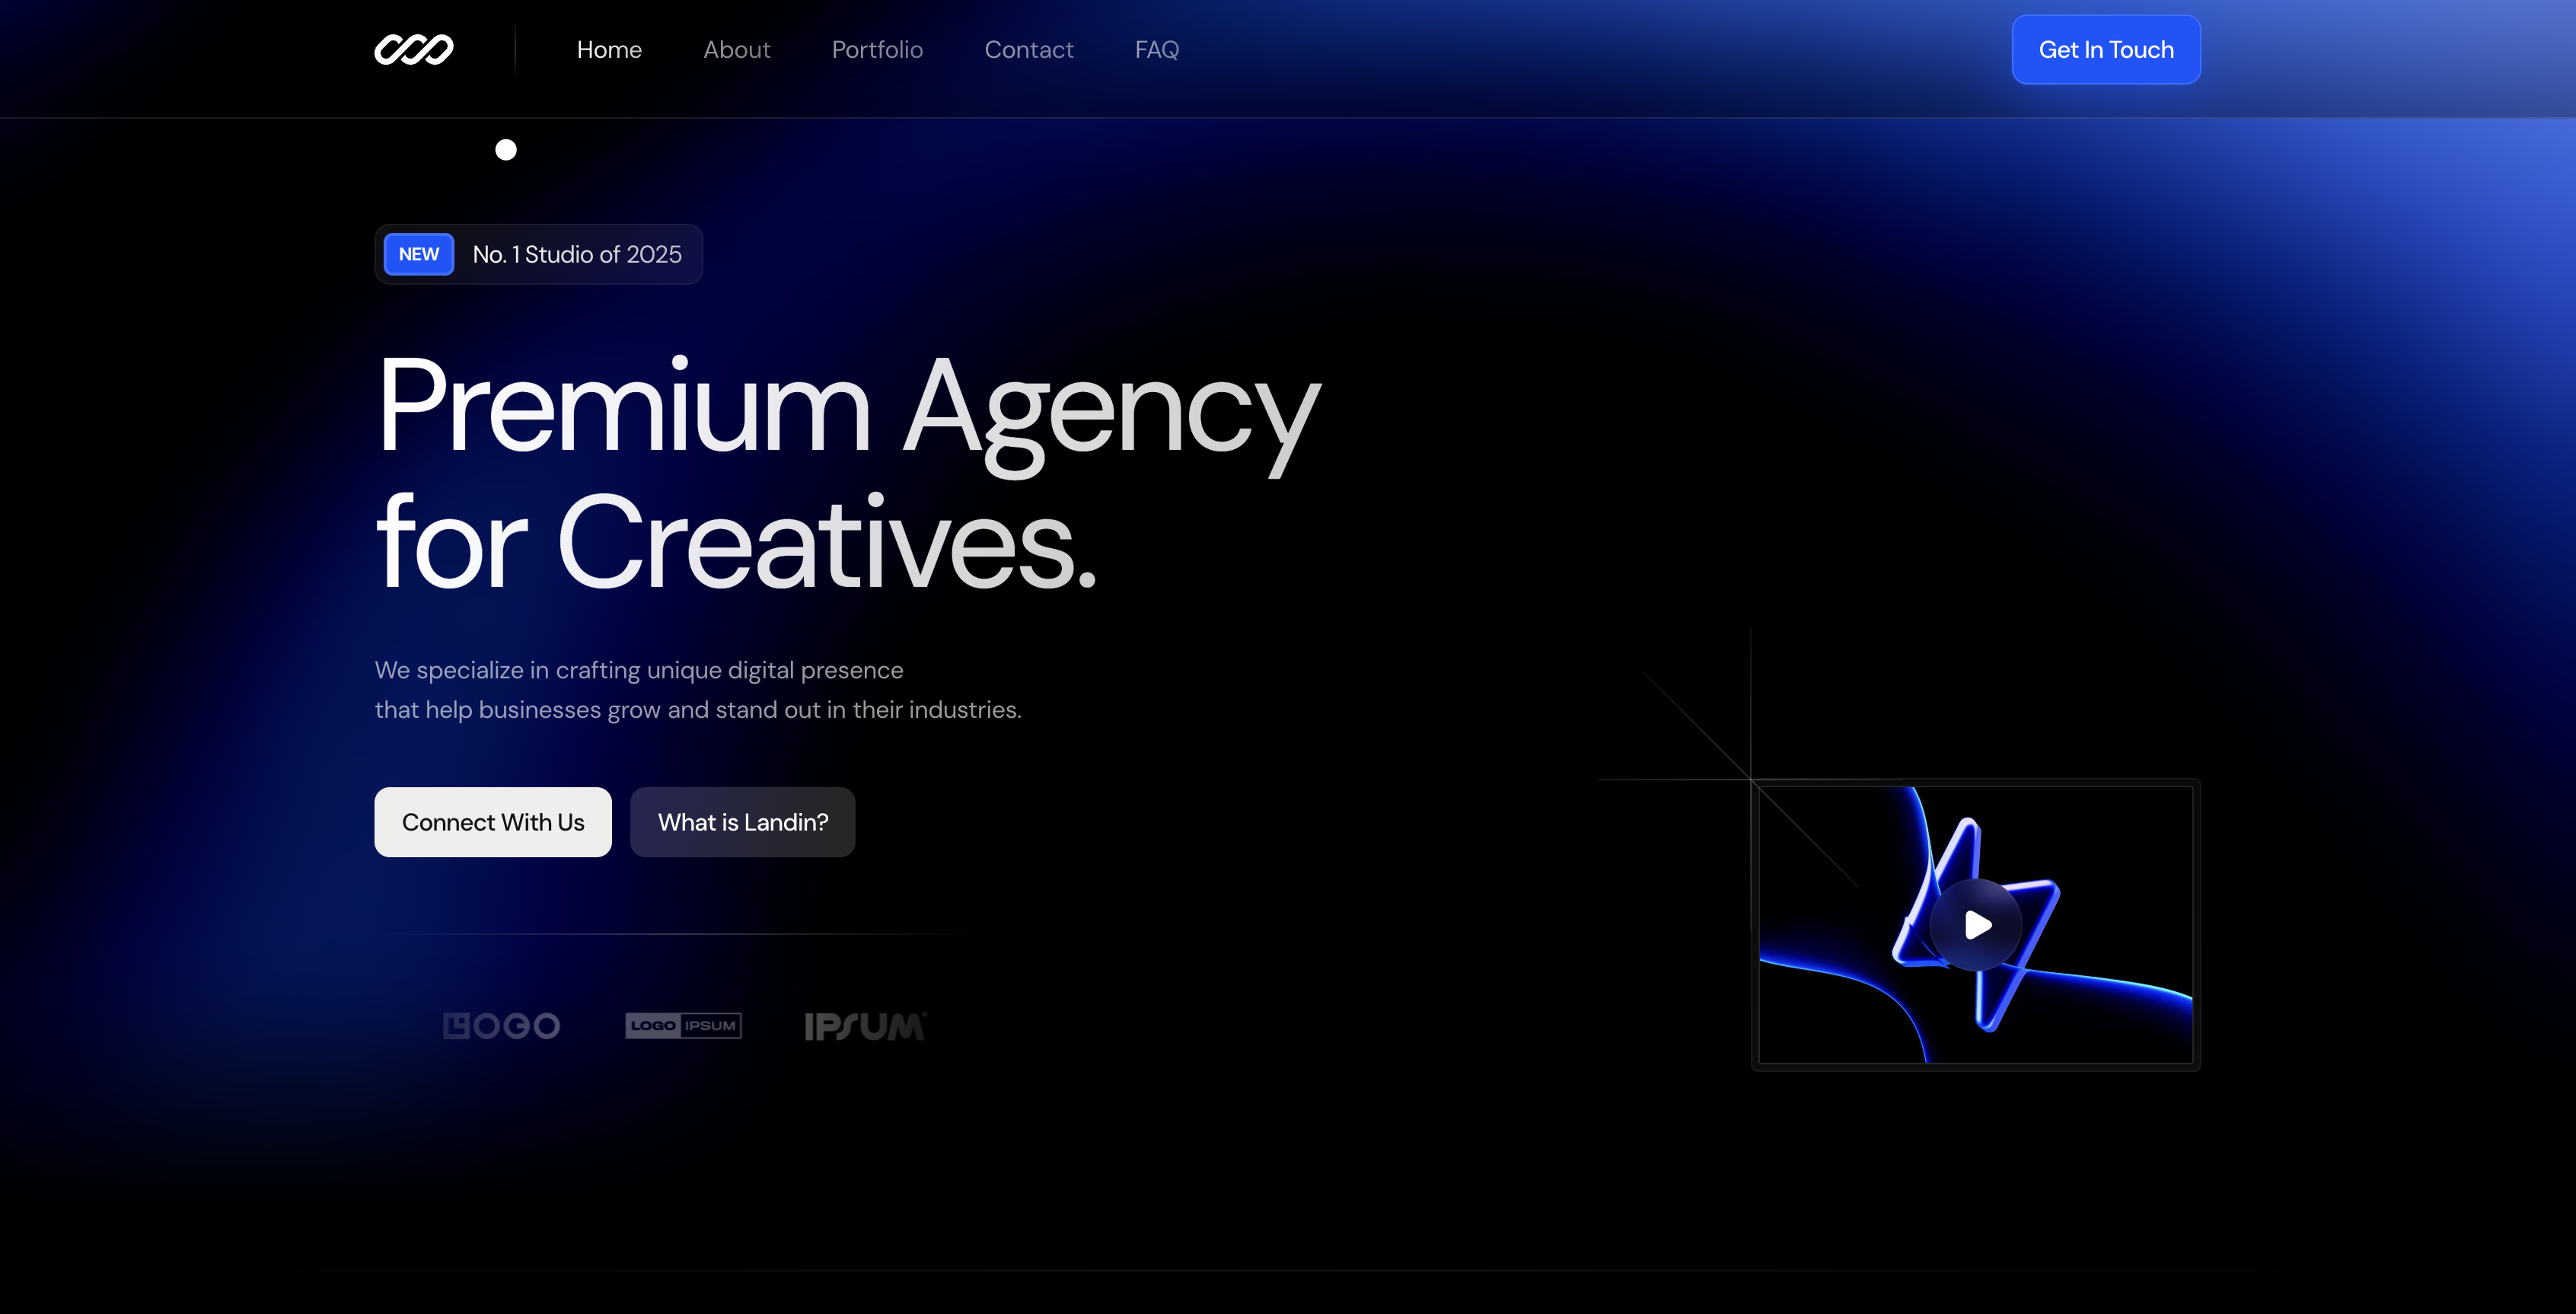 Home About Portfolio Contact FAQ Get In Touch
NEW No. 1 Studio of 2025
Premium Agency
for Creatives.
We specialize in crafting unique digital presence
that help businesses grow and stand out in their industries.
Connect With Us What is Landin?
LOGO LOGO IPSUM IPSUM